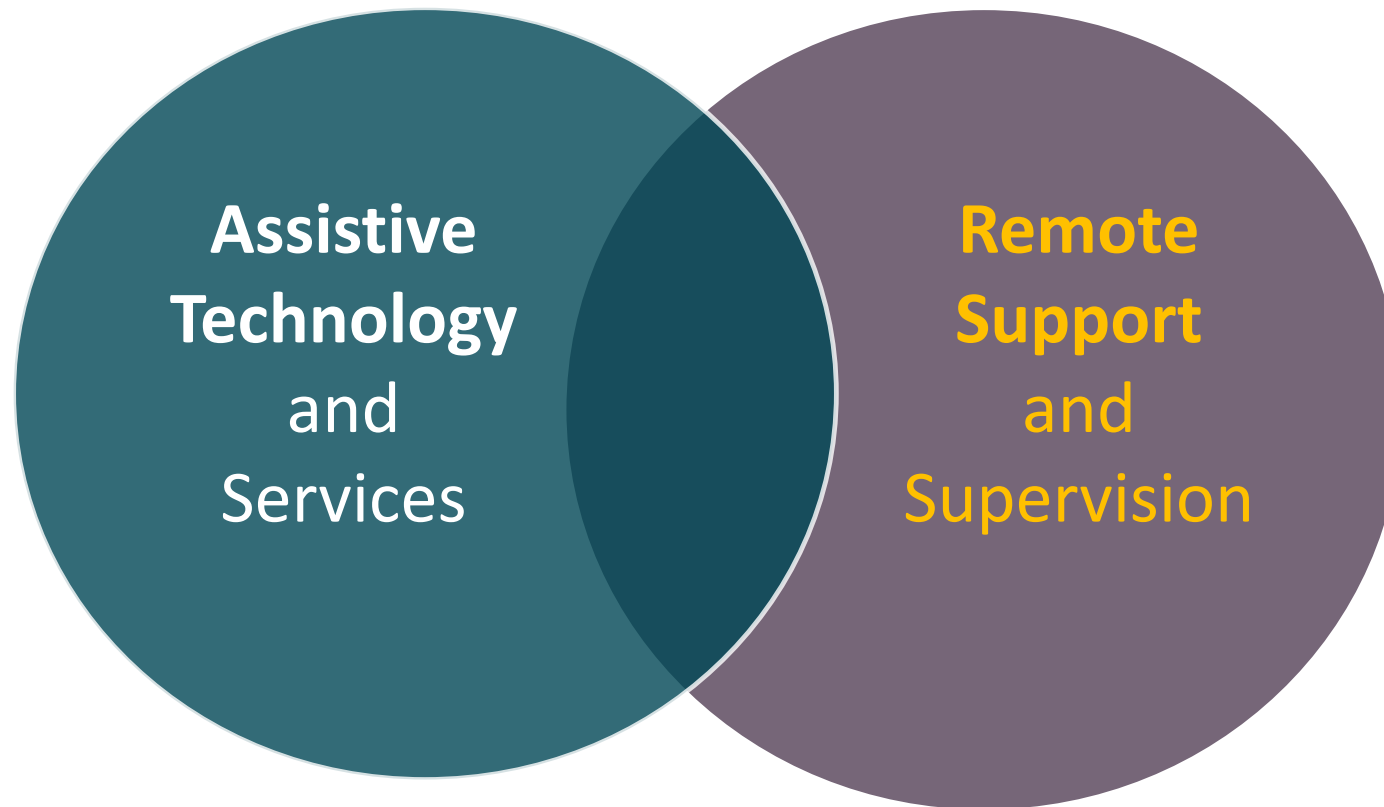 Assistive
Technology
and
Services
Remote
Support
and
Supervision